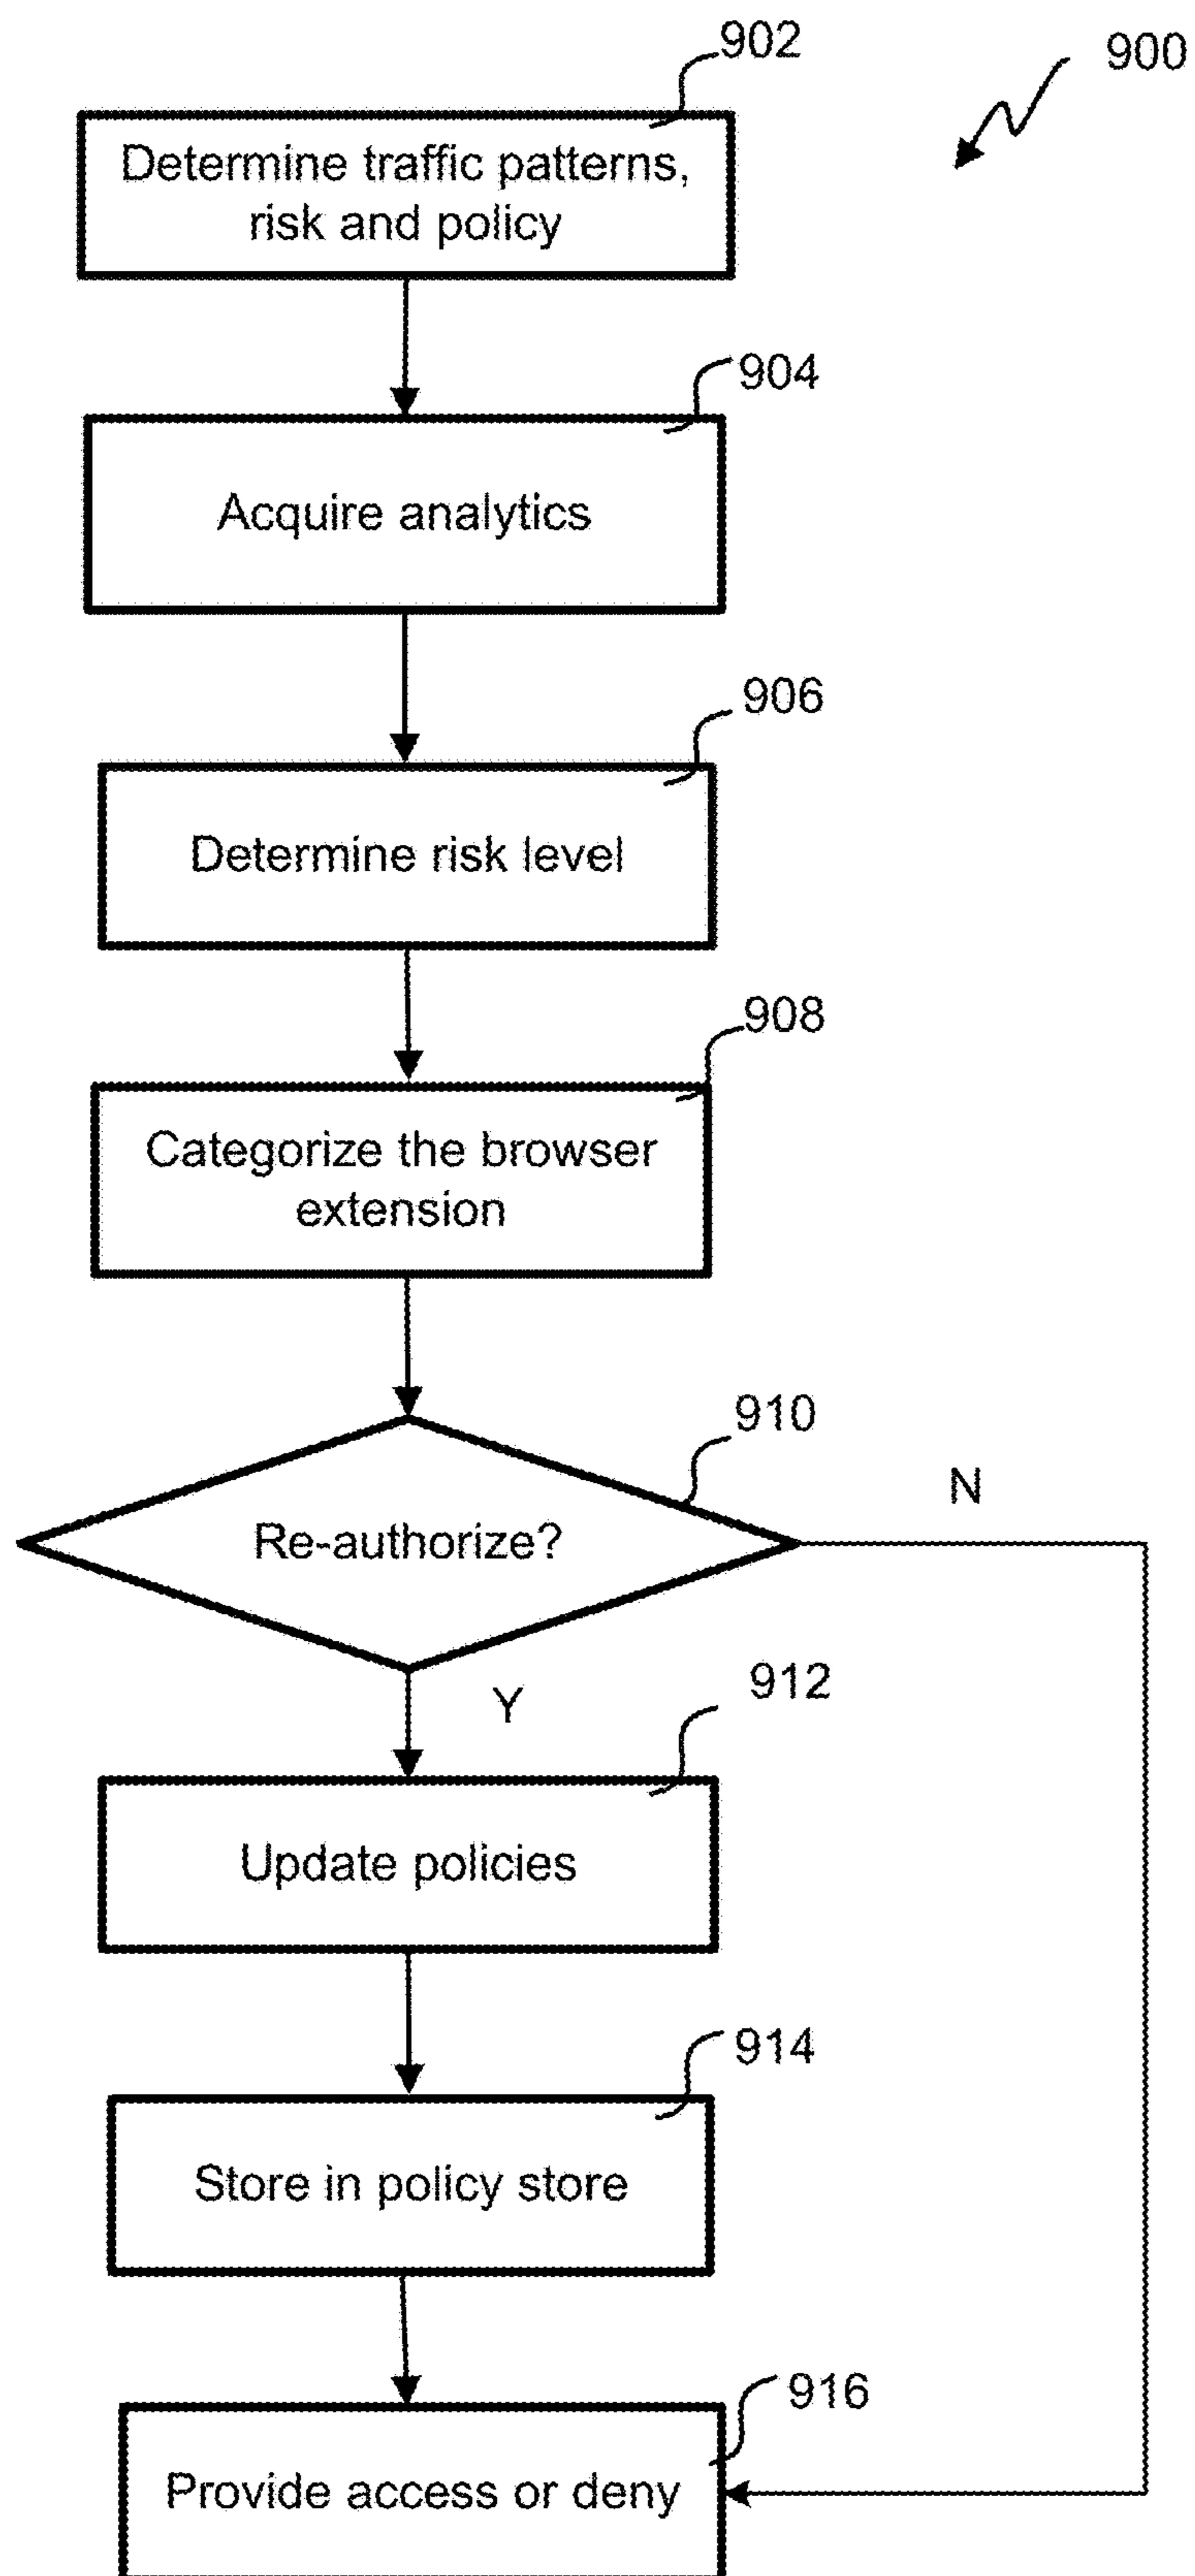 902
900
Determine traffic patterns,
risk and policy
904
Acquire analytics
906
Determine risk level
908
Categorize the browser
extension
910
N
Re-authorize?
Y
912
Update policies
914
Store in policy store
916
Provide access or deny